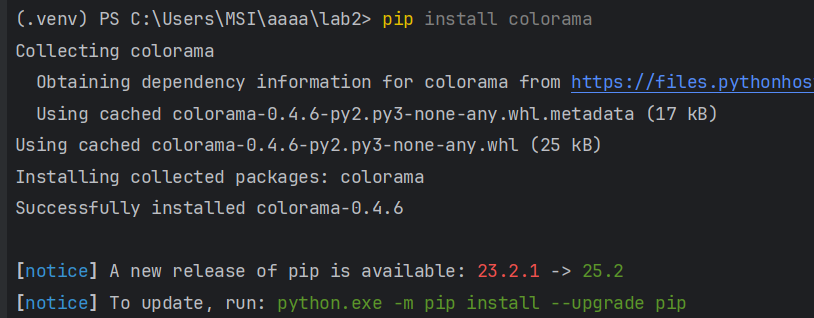 (.venv) PS C:\Users\MSI\aaaa\lab2> pip install colorama
Collecting colorama
  Obtaining dependency information for colorama from https://files.pythonhos
  Using cached colorama-0.4.6-py2.py3-none-any.whl.metadata (17 kB)
Using cached colorama-0.4.6-py2.py3-none-any.whl (25 kB)
Installing collected packages: colorama
Successfully installed colorama-0.4.6
[notice] A new release of pip is available: 23.2.1 -> 25.2
[notice] To update, run: python.exe -m pip install --upgrade pip